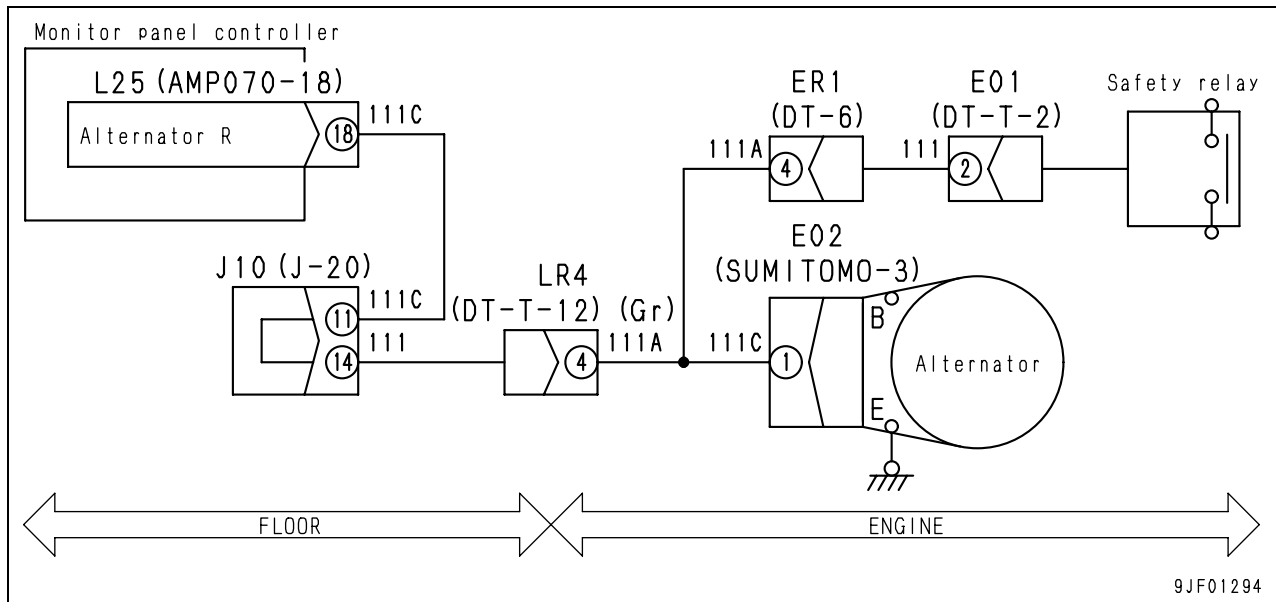 Monitor panel controller
L25 (AMP070-18)
Alternator R
18
111C
ER1
(DT-6)
E01
(DT-T-2)
Safety relay
111A
4
111
2
J10 (J-20)
11
111C
14
111
LR4
(DT-T-12)
(Gr)
4
111A
E02
(SUMITOMO-3)
111C
1
B
E
Alternator
FLOOR
ENGINE
9JF01294